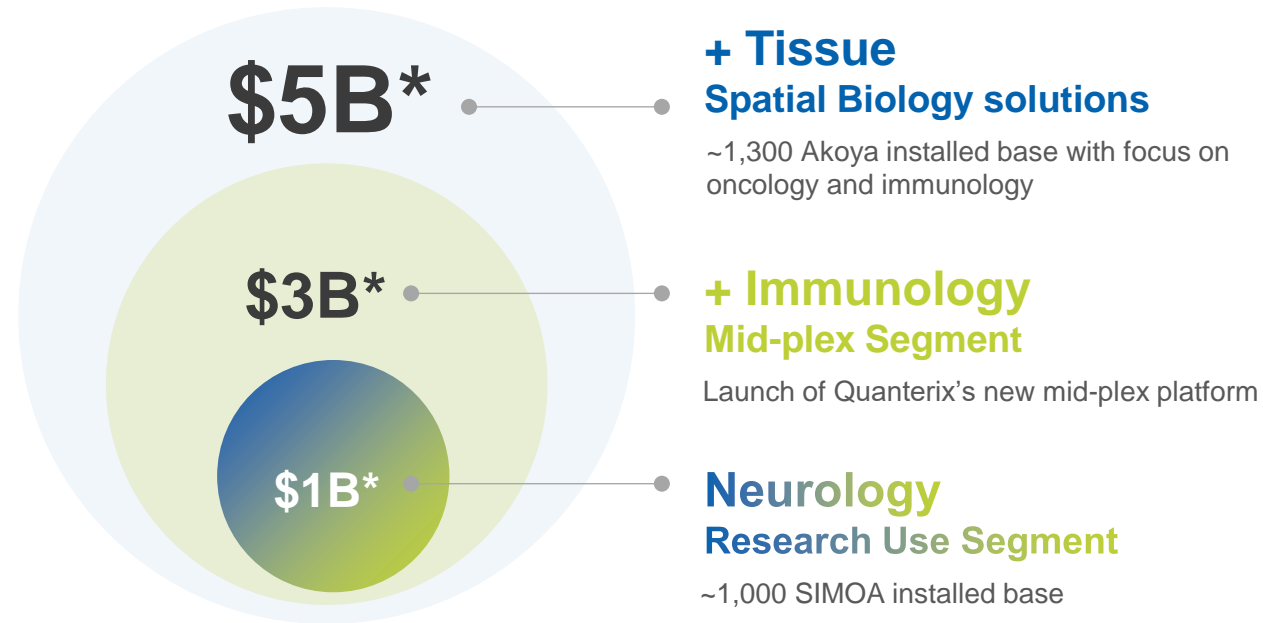 $5B*
+ Tissue
Spatial Biology solutions
~1,300 Akoya installed base with focus on
oncology and immunology
$3B*
+ Immunology
Mid-plex Segment
Launch of Quanterix's new mid-plex platform
$1B*
Neurology
Research Use Segment
~1,000 SIMOA installed base